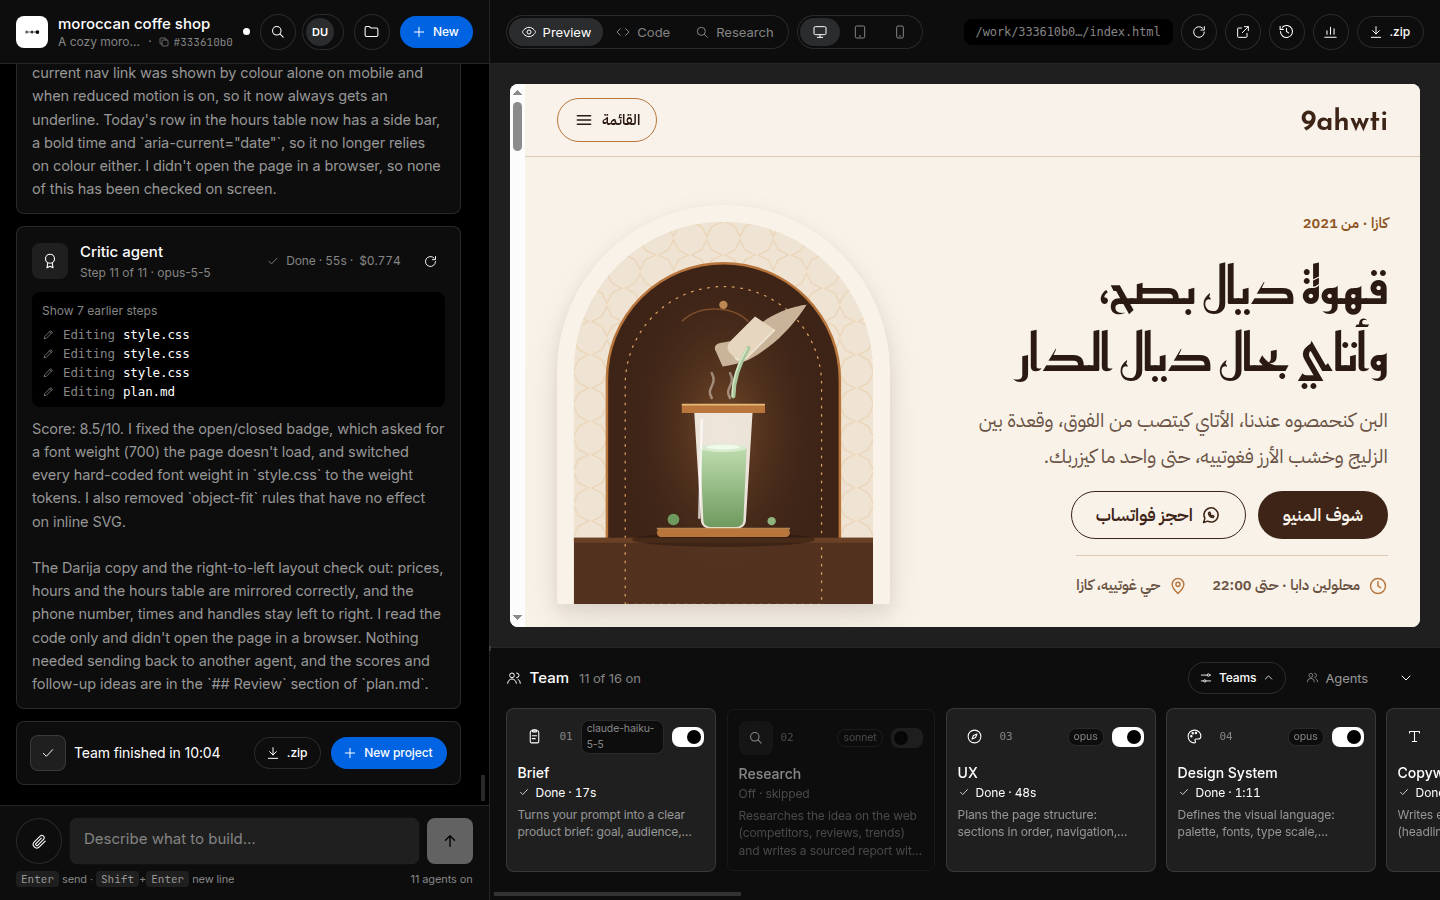 moroccan coffe shop
A cozy moro... · #333610b0
DU
New
current nav link was shown by colour alone on mobile and
when reduced motion is on, so it now always gets an
underline. Today's row in the hours table now has a side bar,
a bold time and `aria-current="date"`, so it no longer relies
on colour either. I didn't open the page in a browser, so none
of this has been checked on screen.
Critic agent
Step 11 of 11 · opus-5-5
Done · 55s · $0.774
Show 7 earlier steps
Editing style.css
Editing style.css
Editing style.css
Editing plan.md
Score: 8.5/10. I fixed the open/closed badge, which asked for
a font weight (700) the page doesn't load, and switched
every hard-coded font weight in `style.css` to the weight
tokens. I also removed `object-fit` rules that have no effect
on inline SVG.
The Darija copy and the right-to-left layout check out: prices,
hours and the hours table are mirrored correctly, and the
phone number, times and handles stay left to right. I read the
code only and didn't open the page in a browser. Nothing
needed sending back to another agent, and the scores and
follow-up ideas are in the `## Review` section of `plan.md`.
Team finished in 10:04
.zip
New project
Describe what to build...
Enter send · Shift+Enter new line
11 agents on
Preview
Code
Research
/work/333610b0…/index.html
.zip
القائمة
9ahwti
كازا · من 2021
قهوة ديال بصح،
وأتاي بحال ديال الدار
البن كنحمصوه عندنا، الأتاي كيتصب من الفوق، وقعدة بين
الزليج وخشب الأرز فغوتييه، حتى واحد ما كيزربك.
شوف المنيو
احجز فواتساب
محلولين دابا · حتى 22:00
حي غوتييه، كازا
Team 11 of 16 on
Teams
Agents
01
claude-haiku-
5-5
Brief
Done · 17s
Turns your prompt into a clear
product brief: goal, audience,...
02
sonnet
Research
Off · skipped
Researches the idea on the web
(competitors, reviews, trends)
and writes a sourced report wit...
03
opus
UX
Done · 48s
Plans the page structure:
sections in order, navigation,...
04
opus
Design System
Done · 1:11
Defines the visual language:
palette, fonts, type scale,...